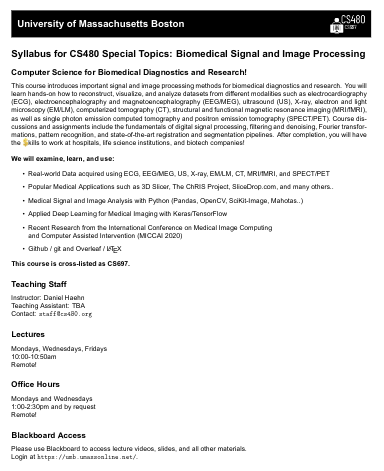 University of Massachusetts Boston
CS480
CS697
Syllabus for CS480 Special Topics: Biomedical Signal and Image Processing
Computer Science for Biomedical Diagnostics and Research!
This course introduces important signal and image processing methods for biomedical diagnostics and research. You will
learn hands-on how to reconstruct, visualize, and analyze datasets from different modalities such as electrocardiography
(ECG), electroencephalography and magnetoencephalography (EEG/MEG), ultrasound (US), X-ray, electron and light
microscopy (EM/LM), computerized tomography (CT), structural and functional magnetic resonance imaging (MRI/fMRI),
as well as single photon emission computed tomography and positron emission tomography (SPECT/PET). Course dis-
cussions and assignments include the fundamentals of digital signal processing, filtering and denoising, Fourier transfor-
mations, pattern recognition, and state-of-the-art registration and segmentation pipelines. After completion, you will have
the skills to work at hospitals, life science institutions, and biotech companies!
We will examine, learn, and use:
• Real-world Data acquired using ECG, EEG/MEG, US, X-ray, EM/LM, CT, MRI/fMRI, and SPECT/PET
• Popular Medical Applications such as 3D Slicer, The ChRIS Project, SliceDrop.com, and many others..
• Medical Signal and Image Analysis with Python (Pandas, OpenCV, SciKit-Image, Mahotas..)
• Applied Deep Learning for Medical Imaging with Keras/TensorFlow
• Recent Research from the International Conference on Medical Image Computing
and Computer Assisted Intervention (MICCAI 2020)
• Github / git and Overleaf / LATEX
This course is cross-listed as CS697.
Teaching Staff
Instructor: Daniel Haehn
Teaching Assistant: TBA
Contact: staff@cs480.org
Lectures
Mondays, Wednesdays, Fridays
10:00-10:50am
Remote!
Office Hours
Mondays and Wednesdays
1:00-2:30pm and by request
Remote!
Blackboard Access
Please use Blackboard to access lecture videos, slides, and all other materials.
Login at https://umb.umassonline.net/.